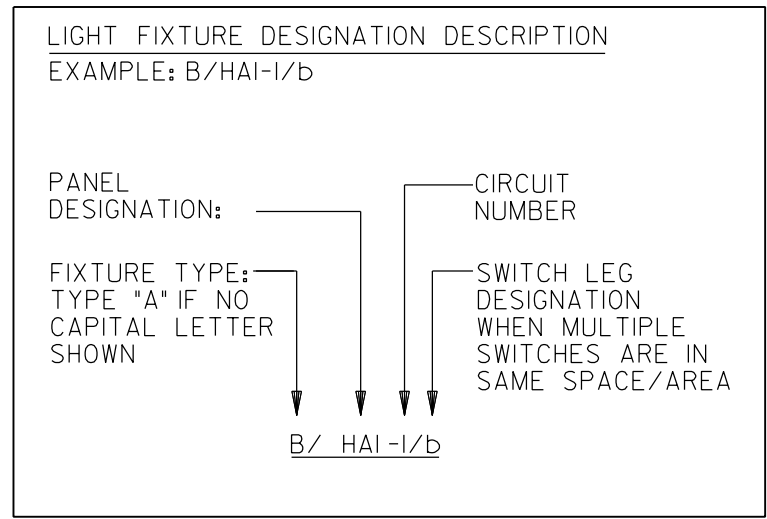 LIGHT FIXTURE DESIGNATION DESCRIPTION
EXAMPLE: B/HA1-1/b
PANEL
DESIGNATION:
CIRCUIT
NUMBER
FIXTURE TYPE:
TYPE "A" IF NO
CAPITAL LETTER
SHOWN
SWITCH LEG
DESIGNATION
WHEN MULTIPLE
SWITCHES ARE IN
SAME SPACE/AREA
B/ HA1-1/b